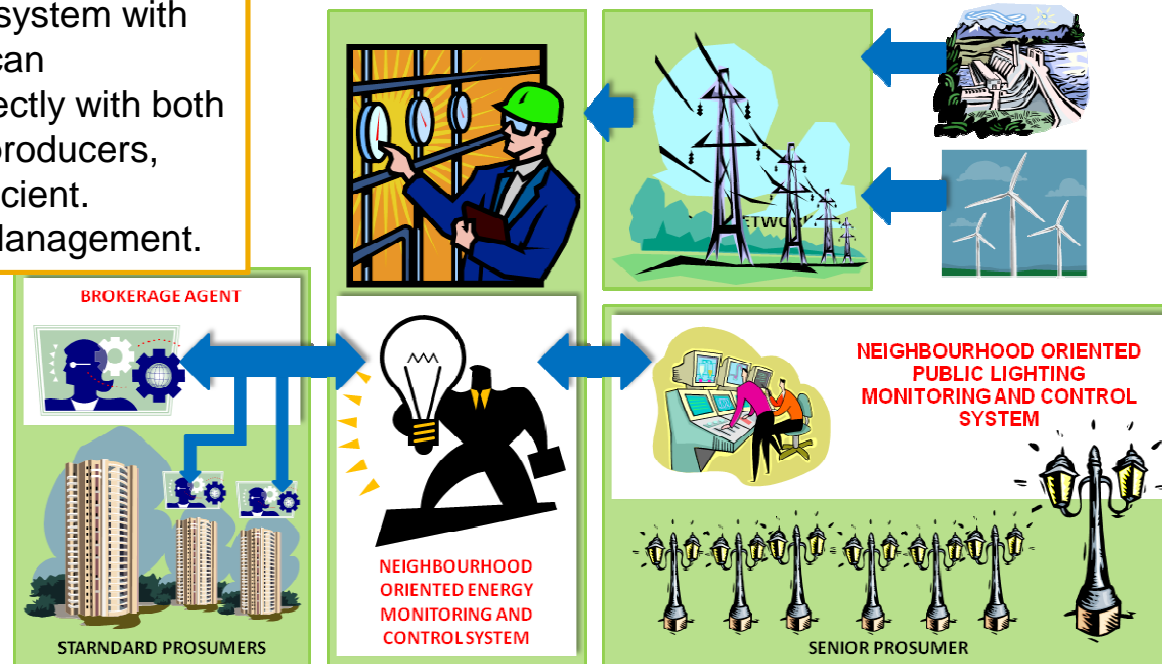 system with
can
ectly with both
producers,
cient.
Management.
ETWORK
BROKERAGE AGENT
NEIGHBOURHOOD ORIENTED
PUBLIC LIGHTING
MONITORING AND CONTROL
SYSTEM
NEIGHBOURHOOD
ORIENTED ENERGY
MONITORING AND
CONTROL SYSTEM
STARNDARD PROSUMERS
SENIOR PROSUMER